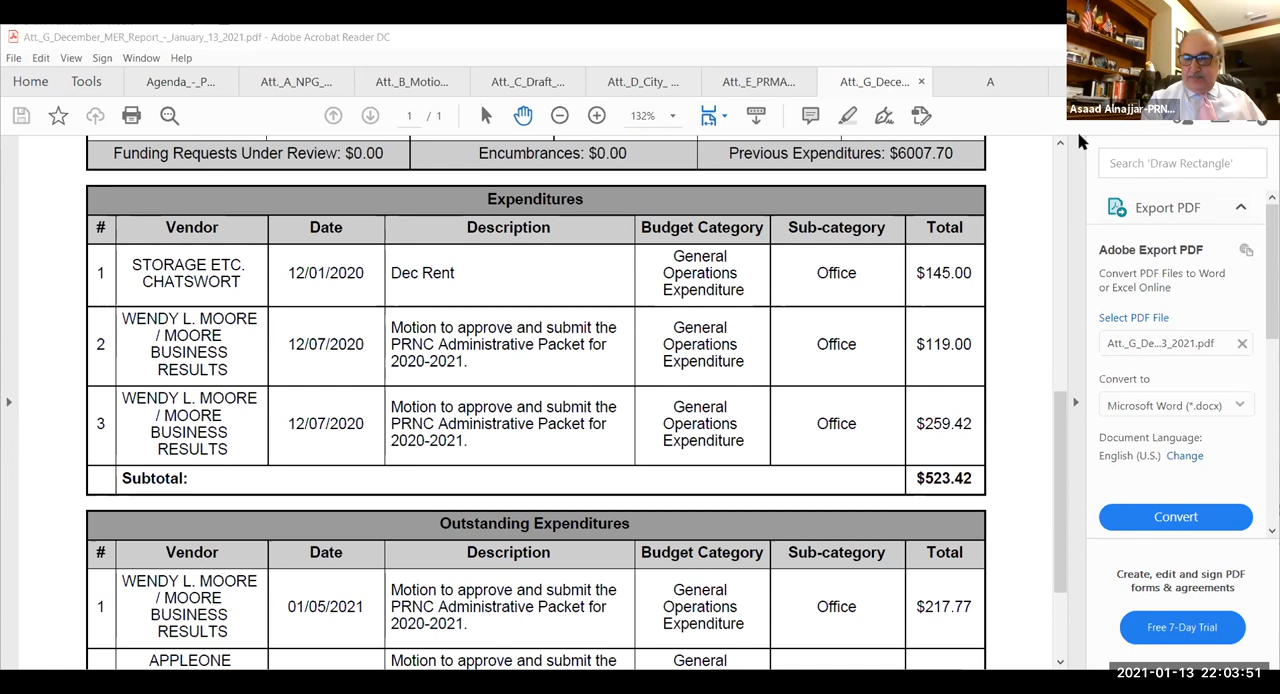 Att._G_December_MER_Report_-_January_13_2021.pdf - Adobe Acrobat Reader DC
File Edit View Sign Window Help
Home Tools Agenda_-_P... Att._A_NPG_... Att._B_Motio... Att._C_Draft_... Att._D_City_ ... Att._E_PRMA... Att._G_Dece... × A
132%
Asaad Alnajjar-PRN...
Funding Requests Under Review: $0.00 Encumbrances: $0.00 Previous Expenditures: $6007.70
Expenditures
# Vendor Date Description Budget Category Sub-category Total
1 STORAGE ETC. CHATSWORT 12/01/2020 Dec Rent General Operations Expenditure Office $145.00
2 WENDY L. MOORE / MOORE BUSINESS RESULTS 12/07/2020 Motion to approve and submit the PRNC Administrative Packet for 2020-2021. General Operations Expenditure Office $119.00
3 WENDY L. MOORE / MOORE BUSINESS RESULTS 12/07/2020 Motion to approve and submit the PRNC Administrative Packet for 2020-2021. General Operations Expenditure Office $259.42
Subtotal: $523.42
Outstanding Expenditures
# Vendor Date Description Budget Category Sub-category Total
1 WENDY L. MOORE / MOORE BUSINESS RESULTS 01/05/2021 Motion to approve and submit the PRNC Administrative Packet for 2020-2021. General Operations Expenditure Office $217.77
APPLEONE Motion to approve and submit the General
Search 'Draw Rectangle'
Export PDF
Adobe Export PDF
Convert PDF Files to Word
or Excel Online
Select PDF File
Att._G_De...3_2021.pdf
Convert to
Microsoft Word (*.docx)
Document Language:
English (U.S.) Change
Convert
Create, edit and sign PDF
forms & agreements
Free 7-Day Trial
2021-01-13 22:03:51